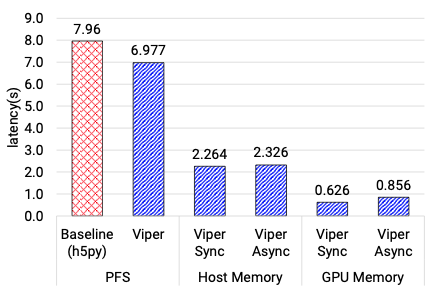 9.0
8.0
7.0
6.0
5.0
4.0
3.0
2.0
1.0
0.0
latency(s)
7.96
6.977
2.264
2.326
0.626
0.856
Baseline
(h5py)
Viper
Viper
Sync
Viper
Async
Viper
Sync
Viper
Async
PFS
Host Memory
GPU Memory